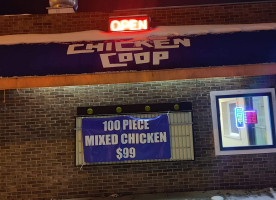 OPEN
CHICKEN
COOP
100 PIECE
MIXED CHICKEN
$99